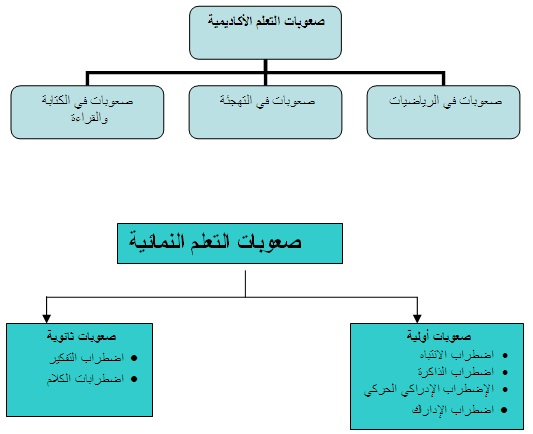 صعوبات التعلم الأكاديمية
صعوبات في الرياضيات
صعوبات في التهجئة
صعوبات في الكتابة
والقراءة
صعوبات التعلم النمائية
صعوبات أولية
اضطراب الانتباه
اضطراب الذاكرة
الإضطراب الإدراكي الحركي
اضطراب الإدارك
صعوبات ثانوية
اضطراب التفكير
اضطرابات الكلام